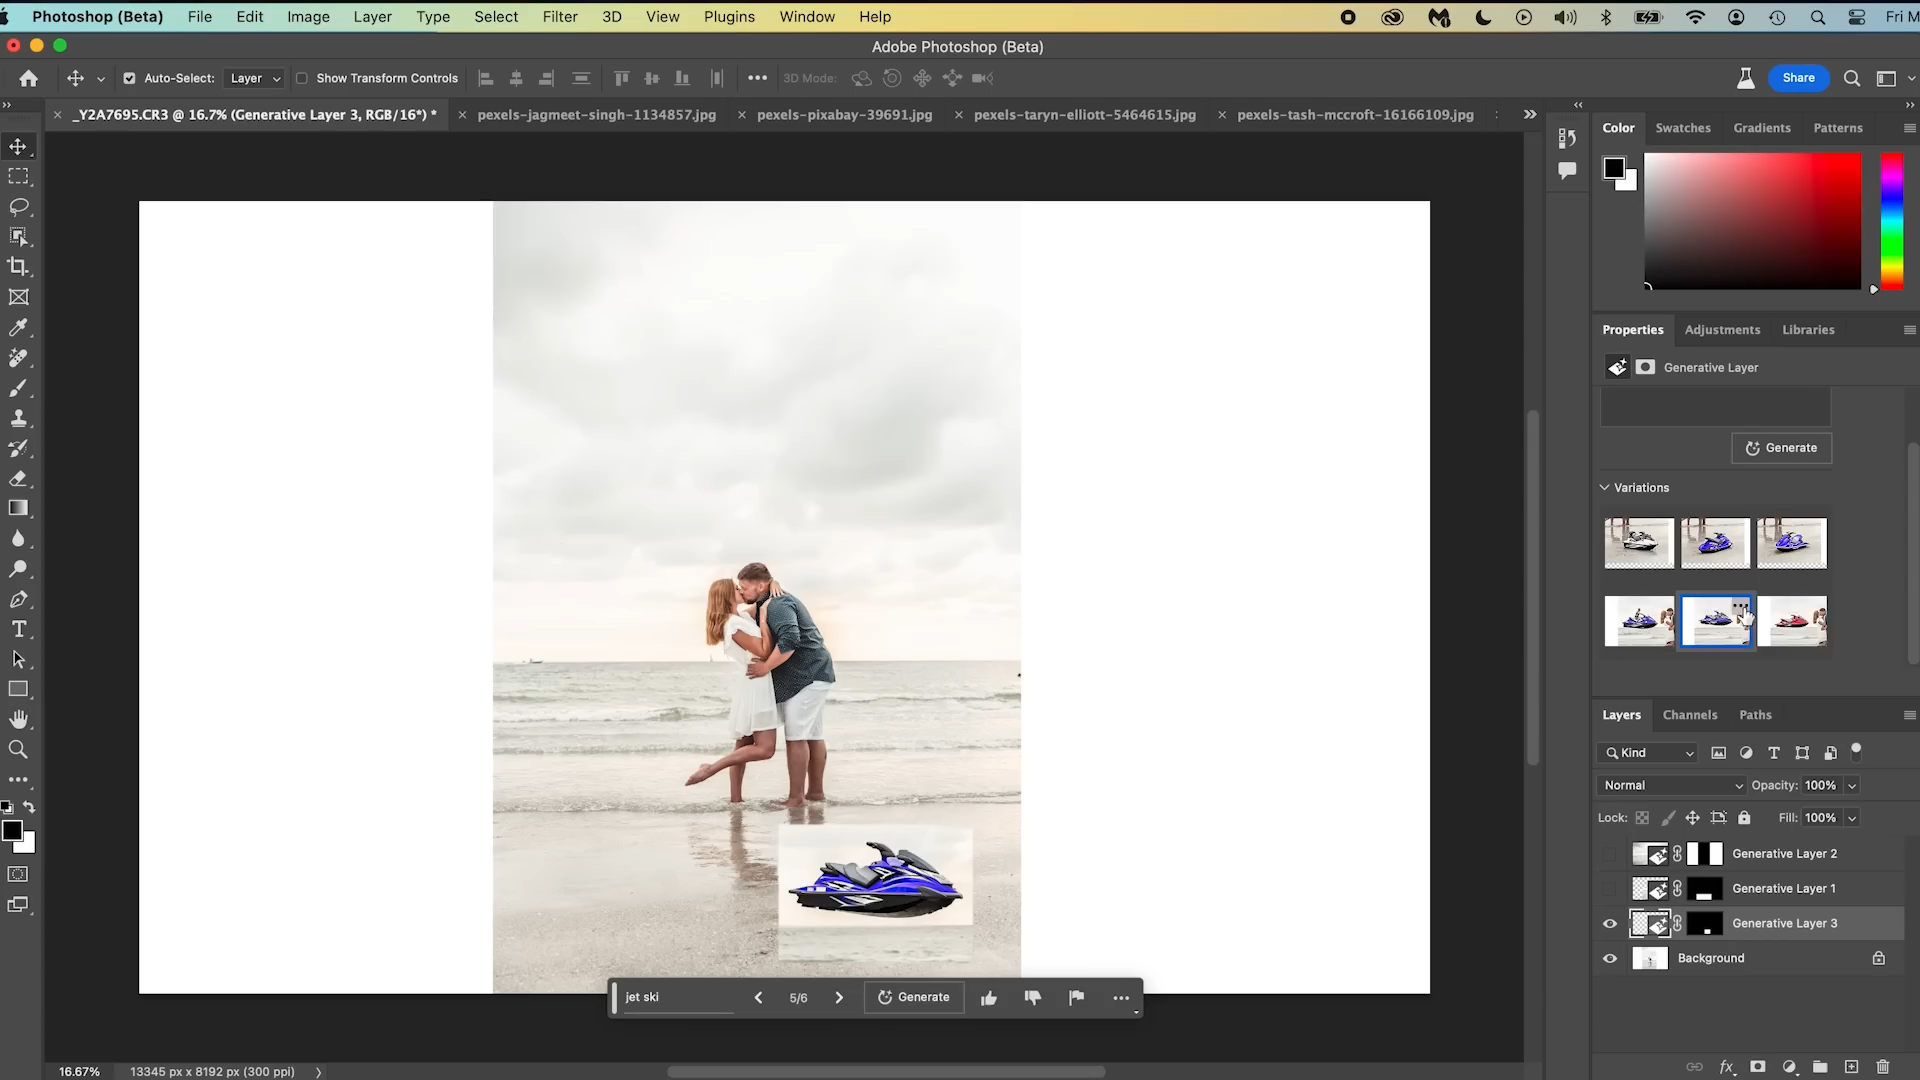 Photoshop (Beta) File Edit Image Layer Type Select Filter 3D View Plugins Window Help Fri M
Adobe Photoshop (Beta)
Auto-Select: Layer Show Transform Controls 3D Mode: Share
_Y2A7695.CR3 @ 16.7% (Generative Layer 3, RGB/16*) * pexels-jagmeet-singh-1134857.jpg pexels-pixabay-39691.jpg pexels-taryn-elliott-5464615.jpg pexels-tash-mccroft-16166109.jpg
Color Swatches Gradients Patterns
Properties Adjustments Libraries
Generative Layer
Generate
Variations
Layers Channels Paths
Kind
Normal Opacity: 100%
Lock: Fill: 100%
Generative Layer 2
Generative Layer 1
Generative Layer 3
Background
jet ski 5/6 Generate
16.67% 13345 px x 8192 px (300 ppi)